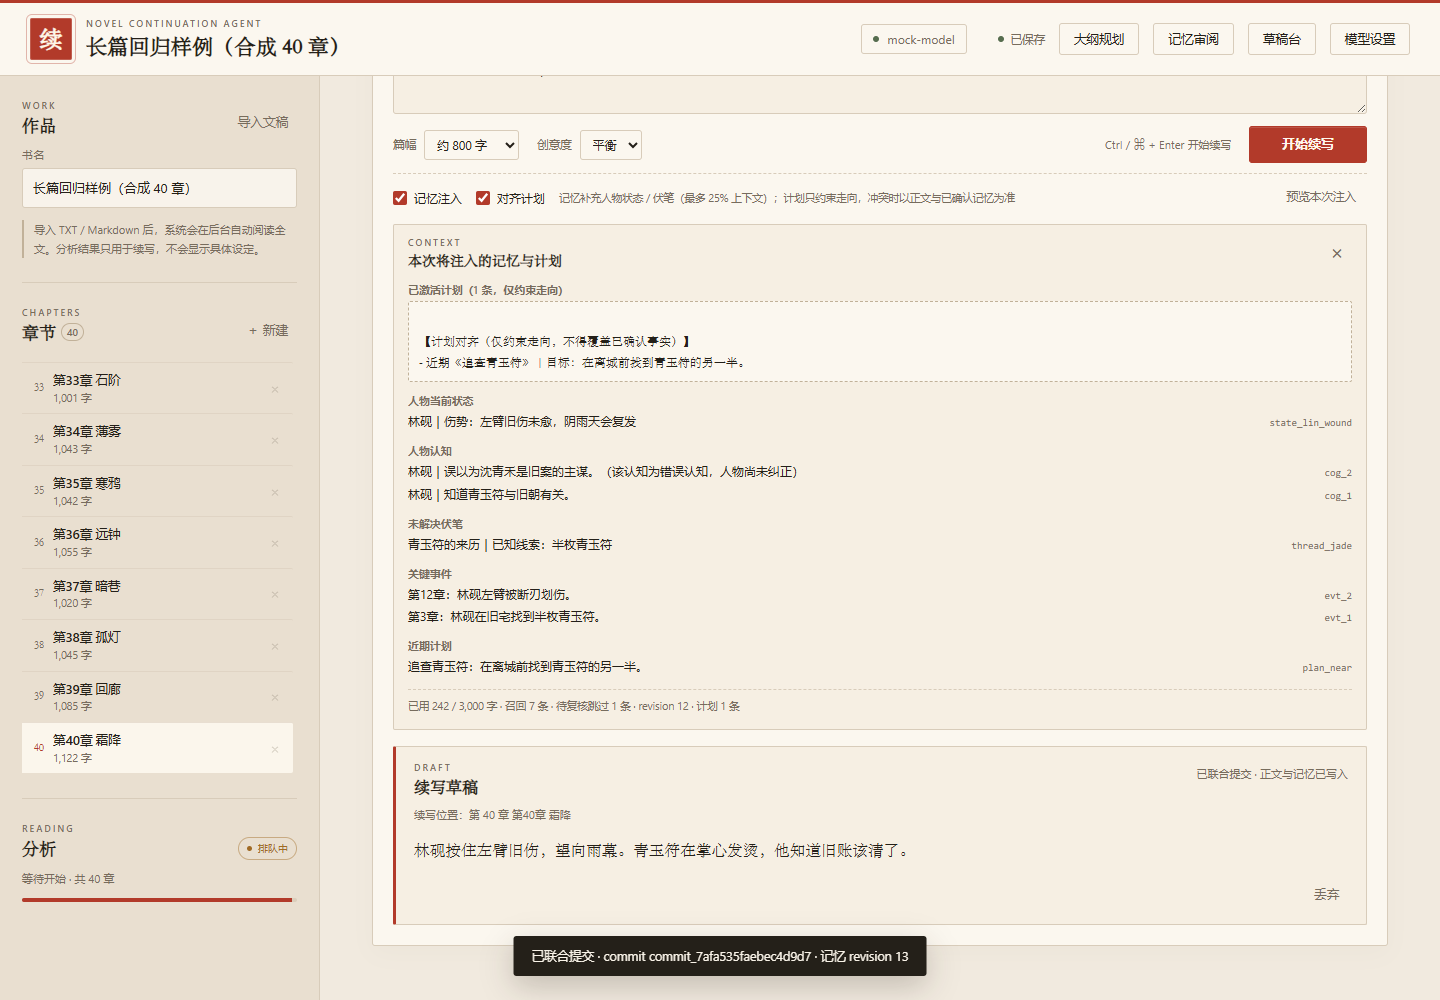 续
NOVEL CONTINUATION AGENT
长篇回归样例（合成 40 章）
mock-model
已保存
大纲规划
记忆审阅
草稿台
模型设置
WORK
作品
导入文稿
书名
长篇回归样例（合成 40 章）
导入 TXT / Markdown 后，系统会在后台自动阅读全
文。分析结果只用于续写，不会显示具体设定。
CHAPTERS
章节 40
+ 新建
33 第33章 石阶 ×
1,001 字
34 第34章 薄雾 ×
1,043 字
35 第35章 寒鸦 ×
1,042 字
36 第36章 远钟 ×
1,055 字
37 第37章 暗巷 ×
1,020 字
38 第38章 孤灯 ×
1,045 字
39 第39章 回廊 ×
1,085 字
40 第40章 霜降 ×
1,122 字
READING
分析
排队中
等待开始 · 共 40 章
篇幅 约 800 字 创意度 平衡
Ctrl / ⌘ + Enter 开始续写
开始续写
记忆注入 对齐计划 记忆补充人物状态 / 伏笔（最多 25% 上下文）；计划只约束走向，冲突时以正文与已确认记忆为准
预览本次注入
CONTEXT
本次将注入的记忆与计划
×
已激活计划（1 条，仅约束走向）
【计划对齐（仅约束走向，不得覆盖已确认事实）】
- 近期《追查青玉符》｜目标：在离城前找到青玉符的另一半。
人物当前状态
林砚｜伤势：左臂旧伤未愈，阴雨天会复发 state_lin_wound
人物认知
林砚｜误以为沈青禾是旧案的主谋。（该认知为错误认知，人物尚未纠正） cog_2
林砚｜知道青玉符与旧朝有关。 cog_1
未解决伏笔
青玉符的来历｜已知线索：半枚青玉符 thread_jade
关键事件
第12章：林砚左臂被断刃划伤。 evt_2
第3章：林砚在旧宅找到半枚青玉符。 evt_1
近期计划
追查青玉符：在离城前找到青玉符的另一半。 plan_near
已用 242 / 3,000 字 · 召回 7 条 · 待复核跳过 1 条 · revision 12 · 计划 1 条
DRAFT
续写草稿
已联合提交 · 正文与记忆已写入
续写位置：第 40 章 第40章 霜降
林砚按住左臂旧伤，望向雨幕。青玉符在掌心发烫，他知道旧账该清了。
丢弃
已联合提交 · commit commit_7afa535faebec4d9d7 · 记忆 revision 13